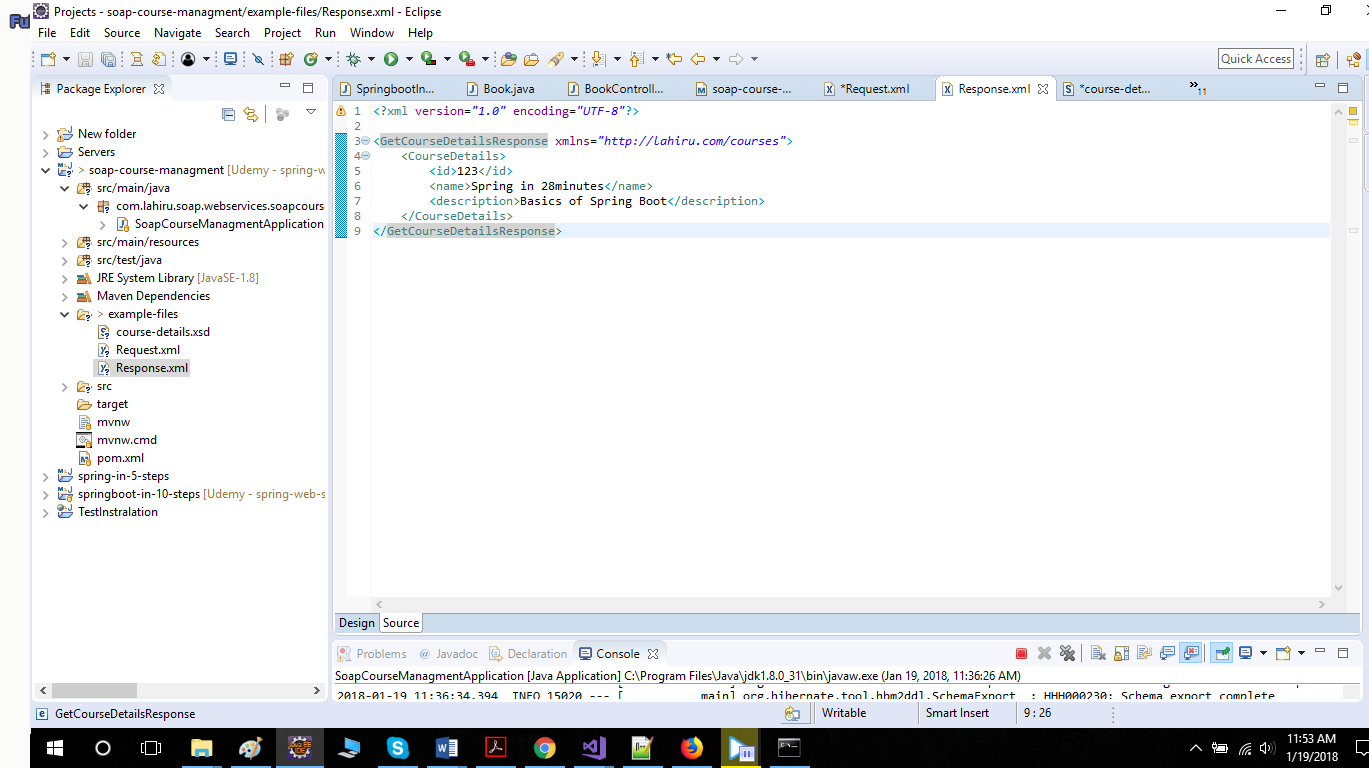 Fu
Projects - soap-course-managment/example-files/Response.xml - Eclipse
File Edit Source Navigate Search Project Run Window Help
Quick Access
Package Explorer
SpringbootIn... Book.java BookControll... soap-course-... *Request.xml Response.xml *course-det... 11
New folder
Servers
> soap-course-managment [Udemy - spring-w
src/main/java
com.lahiru.soap.webservices.soapcours
SoapCourseManagmentApplication
src/main/resources
src/test/java
JRE System Library [JavaSE-1.8]
Maven Dependencies
> example-files
course-details.xsd
Request.xml
Response.xml
src
target
mvnw
mvnw.cmd
pom.xml
spring-in-5-steps
springboot-in-10-steps [Udemy - spring-web-s
TestInstralation
1 <?xml version="1.0" encoding="UTF-8"?>
2
3 <GetCourseDetailsResponse xmlns="http://lahiru.com/courses">
4 <CourseDetails>
5 <id>123</id>
6 <name>Spring in 28minutes</name>
7 <description>Basics of Spring Boot</description>
8 </CourseDetails>
9 </GetCourseDetailsResponse>
Design Source
Problems @ Javadoc Declaration Console
SoapCourseManagmentApplication [Java Application] C:\Program Files\Java\jdk1.8.0_31\bin\javaw.exe (Jan 19, 2018, 11:36:26 AM)
2018-01-19 11:36:34.394 INFO 15020 --- [ main] org.hibernate.tool.hbm2ddl.SchemaExport : HHH000230: Schema export complete
GetCourseDetailsResponse Writable Smart Insert 9 : 26
11:53 AM
1/19/2018